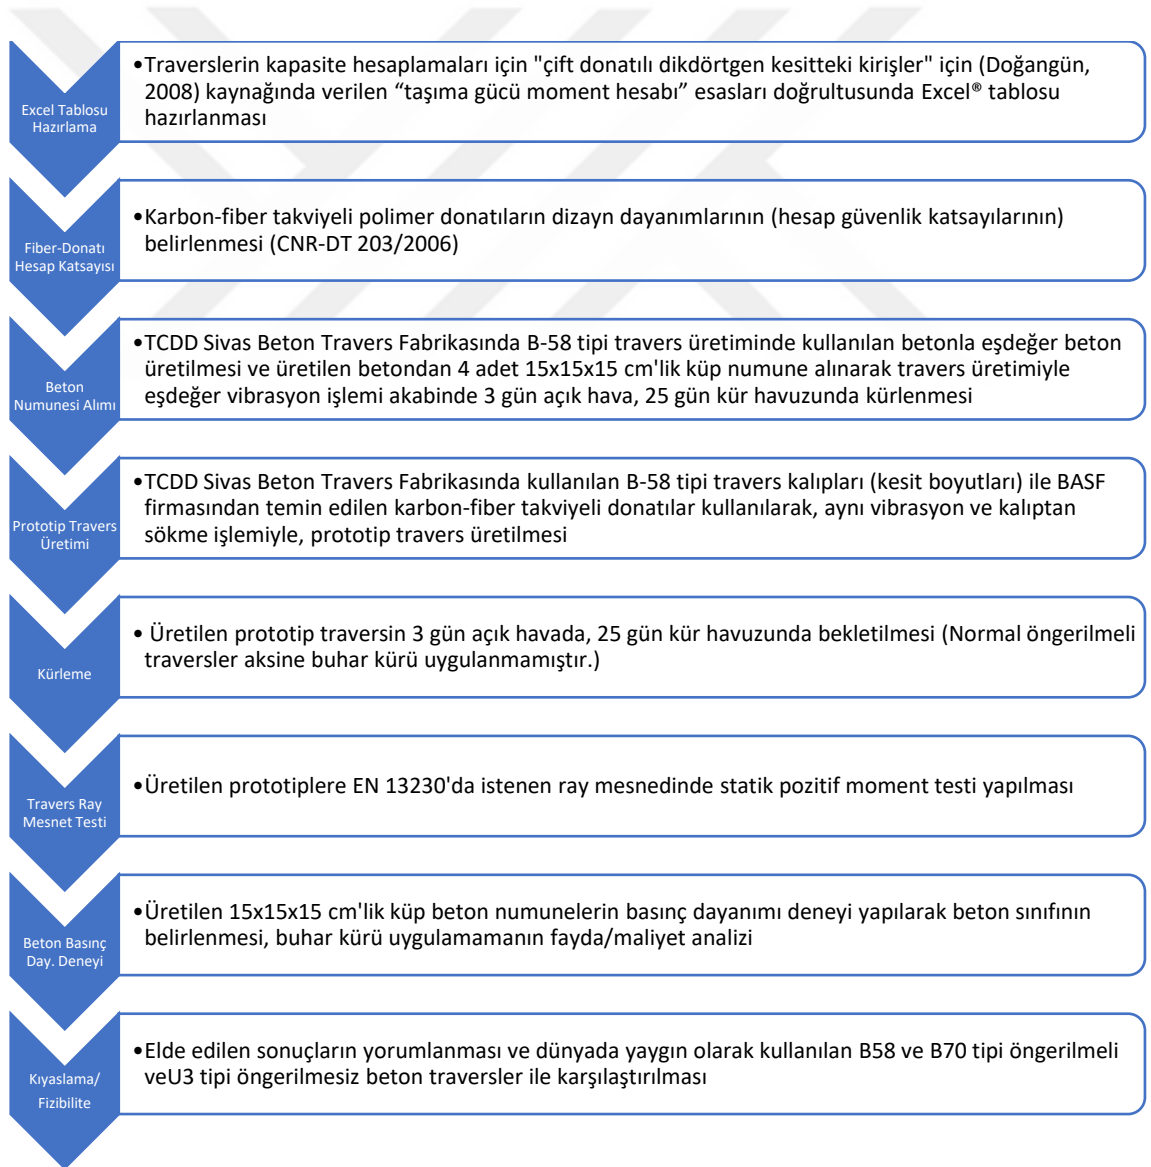 Excel Tablosu
Hazırlama
•Traverslerin kapasite hesaplamaları için "çift donatılı dikdörtgen kesitteki kirişler" için (Doğangün,
2008) kaynağında verilen “taşıma gücü moment hesabı” esasları doğrultusunda Excel® tablosu
hazırlanması
Fiber-Donatı
Hesap Katsayısı
•Karbon-fiber takviyeli polimer donatıların dizayn dayanımlarının (hesap güvenlik katsayılarının)
belirlenmesi (CNR-DT 203/2006)
Beton
Numunesi Alımı
•TCDD Sivas Beton Travers Fabrikasında B-58 tipi travers üretiminde kullanılan betonla eşdeğer beton
üretilmesi ve üretilen betondan 4 adet 15x15x15 cm'lik küp numune alınarak travers üretimiyle
eşdeğer vibrasyon işlemi akabinde 3 gün açık hava, 25 gün kür havuzunda kürlenmesi
Prototip Travers
Üretimi
•TCDD Sivas Beton Travers Fabrikasında kullanılan B-58 tipi travers kalıpları (kesit boyutları) ile BASF
firmasından temin edilen karbon-fiber takviyeli donatılar kullanılarak, aynı vibrasyon ve kalıptan
sökme işlemiyle, prototip travers üretilmesi
Kürleme
• Üretilen prototip traversin 3 gün açık havada, 25 gün kür havuzunda bekletilmesi (Normal öngerilmeli
traversler aksine buhar kürü uygulanmamıştır.)
Travers Ray
Mesnet Testi
•Üretilen prototiplere EN 13230'da istenen ray mesnedinde statik pozitif moment testi yapılması
Beton Basınç
Day. Deneyi
•Üretilen 15x15x15 cm'lik küp beton numunelerin basınç dayanımı deneyi yapılarak beton sınıfının
belirlenmesi, buhar kürü uygulamamanın fayda/maliyet analizi
Kıyaslama/
Fizibilite
•Elde edilen sonuçların yorumlanması ve dünyada yaygın olarak kullanılan B58 ve B70 tipi öngerilmeli
veU3 tipi öngerilmesiz beton traversler ile karşılaştırılması